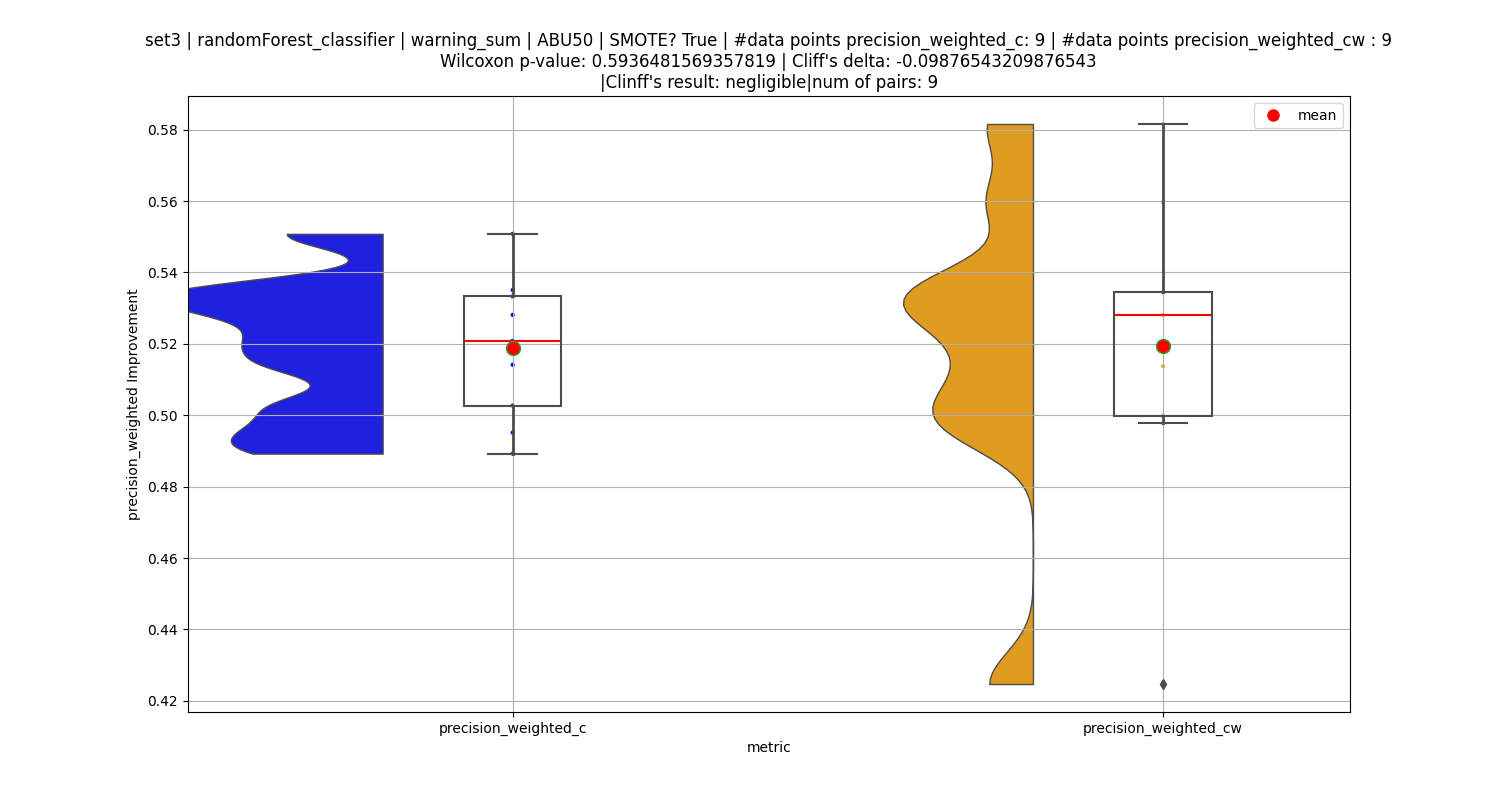 set3 | randomForest_classifier | warning_sum | ABU50 | SMOTE? True | #data points precision_weighted_c: 9 | #data points precision_weighted_cw : 9
Wilcoxon p-value: 0.5936481569357819 | Cliff's delta: -0.09876543209876543
|Clinff's result: negligible|num of pairs: 9
mean
0.58
0.56
0.54
0.52
0.50
0.48
0.46
0.44
0.42
precision_weighted Improvement
precision_weighted_c
precision_weighted_cw
metric